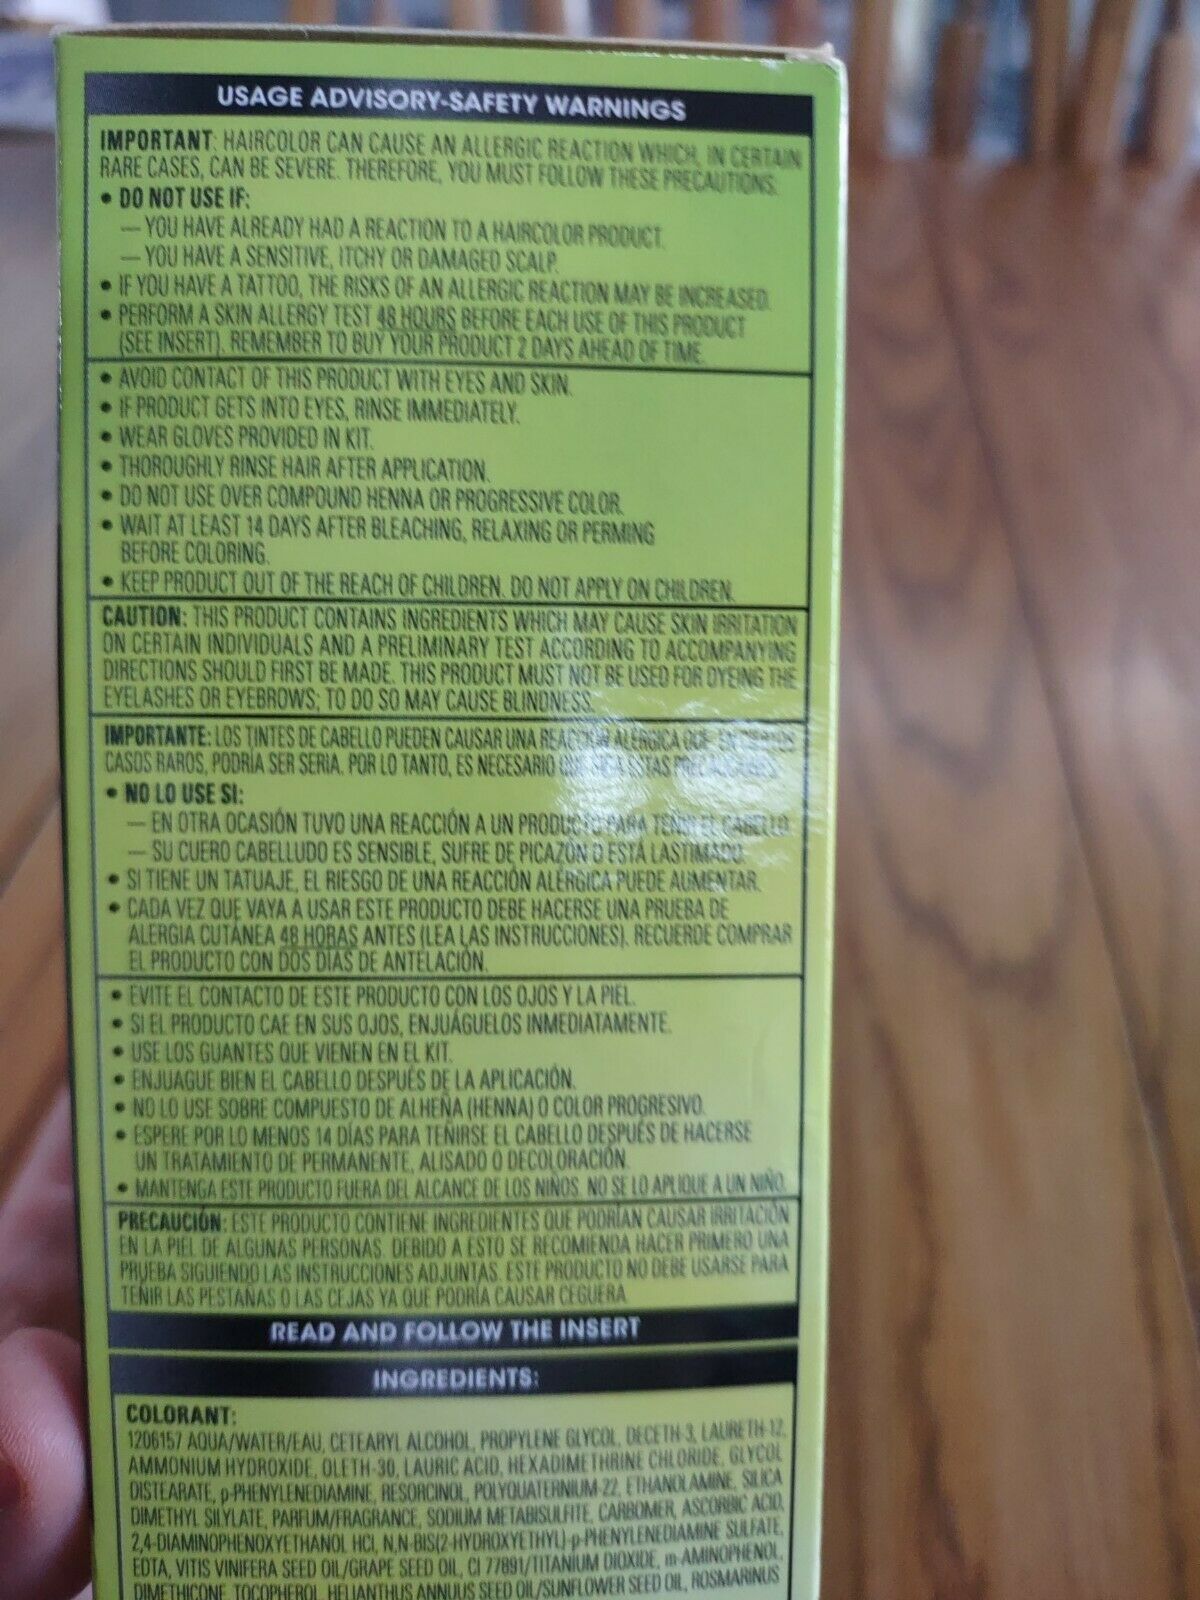 USAGE ADVISORY-SAFETY WARNINGS
IMPORTANT: HAIRCOLOR CAN CAUSE AN ALLERGIC REACTION WHICH, IN CERTAIN
RARE CASES, CAN BE SEVERE. THEREFORE, YOU MUST FOLLOW THESE PRECAUTIONS.
• DO NOT USE IF:
— YOU HAVE ALREADY HAD A REACTION TO A HAIRCOLOR PRODUCT.
— YOU HAVE A SENSITIVE, ITCHY OR DAMAGED SCALP.
• IF YOU HAVE A TATTOO, THE RISKS OF AN ALLERGIC REACTION MAY BE INCREASED.
• PERFORM A SKIN ALLERGY TEST 48 HOURS BEFORE EACH USE OF THIS PRODUCT
(SEE INSERT). REMEMBER TO BUY YOUR PRODUCT 2 DAYS AHEAD OF TIME.
• AVOID CONTACT OF THIS PRODUCT WITH EYES AND SKIN.
• IF PRODUCT GETS INTO EYES, RINSE IMMEDIATELY.
• WEAR GLOVES PROVIDED IN KIT.
• THOROUGHLY RINSE HAIR AFTER APPLICATION.
• DO NOT USE OVER COMPOUND HENNA OR PROGRESSIVE COLOR.
• WAIT AT LEAST 14 DAYS AFTER BLEACHING, RELAXING OR PERMING
BEFORE COLORING.
• KEEP PRODUCT OUT OF THE REACH OF CHILDREN. DO NOT APPLY ON CHILDREN.
CAUTION: THIS PRODUCT CONTAINS INGREDIENTS WHICH MAY CAUSE SKIN IRRITATION
ON CERTAIN INDIVIDUALS AND A PRELIMINARY TEST ACCORDING TO ACCOMPANYING
DIRECTIONS SHOULD FIRST BE MADE. THIS PRODUCT MUST NOT BE USED FOR DYEING THE
EYELASHES OR EYEBROWS; TO DO SO MAY CAUSE BLINDNESS.
IMPORTANTE: LOS TINTES DE CABELLO PUEDEN CAUSAR UNA REACCIÓN ALÉRGICA QUE, EN CIERTOS
CASOS RAROS, PODRÍA SER SERIA. POR LO TANTO, ES NECESARIO QUE SIGA ESTAS PRECAUCIONES.
• NO LO USE SI:
— EN OTRA OCASIÓN TUVO UNA REACCIÓN A UN PRODUCTO PARA TEÑIR EL CABELLO.
— SU CUERO CABELLUDO ES SENSIBLE, SUFRE DE PICAZÓN O ESTÁ LASTIMADO.
• SI TIENE UN TATUAJE, EL RIESGO DE UNA REACCIÓN ALÉRGICA PUEDE AUMENTAR.
• CADA VEZ QUE VAYA A USAR ESTE PRODUCTO DEBE HACERSE UNA PRUEBA DE
ALERGIA CUTÁNEA 48 HORAS ANTES (LEA LAS INSTRUCCIONES). RECUERDE COMPRAR
EL PRODUCTO CON DOS DÍAS DE ANTELACIÓN.
• EVITE EL CONTACTO DE ESTE PRODUCTO CON LOS OJOS Y LA PIEL.
• SI EL PRODUCTO CAE EN SUS OJOS, ENJUÁGUELOS INMEDIATAMENTE.
• USE LOS GUANTES QUE VIENEN EN EL KIT.
• ENJUAGUE BIEN EL CABELLO DESPUÉS DE LA APLICACIÓN.
• NO LO USE SOBRE COMPUESTO DE ALHEÑA (HENNA) O COLOR PROGRESIVO.
• ESPERE POR LO MENOS 14 DÍAS PARA TEÑIRSE EL CABELLO DESPUÉS DE HACERSE
UN TRATAMIENTO DE PERMANENTE, ALISADO O DECOLORACIÓN.
• MANTENGA ESTE PRODUCTO FUERA DEL ALCANCE DE LOS NIÑOS. NO SE LO APLIQUE A UN NIÑO.
PRECAUCIÓN: ESTE PRODUCTO CONTIENE INGREDIENTES QUE PODRÍAN CAUSAR IRRITACIÓN
EN LA PIEL DE ALGUNAS PERSONAS. DEBIDO A ESTO SE RECOMIENDA HACER PRIMERO UNA
PRUEBA SIGUIENDO LAS INSTRUCCIONES ADJUNTAS. ESTE PRODUCTO NO DEBE USARSE PARA
TEÑIR LAS PESTAÑAS O LAS CEJAS YA QUE PODRÍA CAUSAR CEGUERA.
READ AND FOLLOW THE INSERT
INGREDIENTS:
COLORANT:
1206157 AQUA/WATER/EAU, CETEARYL ALCOHOL, PROPYLENE GLYCOL, DECETH-3, LAURETH-12,
AMMONIUM HYDROXIDE, OLETH-30, LAURIC ACID, HEXADIMETHRINE CHLORIDE, GLYCOL
DISTEARATE, p-PHENYLENEDIAMINE, RESORCINOL, POLYQUATERNIUM-22, ETHANOLAMINE, SILICA
DIMETHYL SILYLATE, PARFUM/FRAGRANCE, SODIUM METABISULFITE, CARBOMER, ASCORBIC ACID,
2,4-DIAMINOPHENOXYETHANOL HCl, N,N-BIS(2-HYDROXYETHYL)-p-PHENYLENEDIAMINE SULFATE,
EDTA, VITIS VINIFERA SEED OIL/GRAPE SEED OIL, CI 77891/TITANIUM DIOXIDE, m-AMINOPHENOL,
DIMETHICONE, TOCOPHEROL, HELIANTHUS ANNUUS SEED OIL/SUNFLOWER SEED OIL, ROSMARINUS